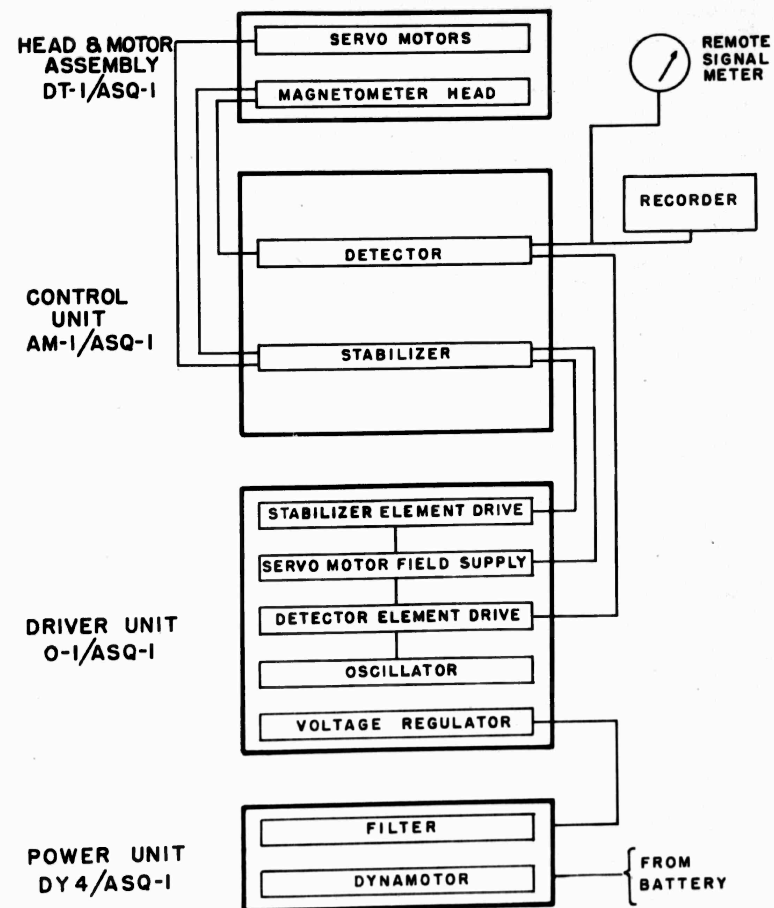 HEAD & MOTOR
ASSEMBLY
DT-1/ASQ-1
SERVO MOTORS
MAGNETOMETER HEAD
REMOTE
SIGNAL
METER
RECORDER
CONTROL
UNIT
AM-1/ASQ-1
DETECTOR
STABILIZER
DRIVER UNIT
O-1/ASQ-1
STABILIZER ELEMENT DRIVE
SERVO MOTOR FIELD SUPPLY
DETECTOR ELEMENT DRIVE
OSCILLATOR
VOLTAGE REGULATOR
POWER UNIT
DY4/ASQ-1
FILTER
DYNAMOTOR
FROM
BATTERY